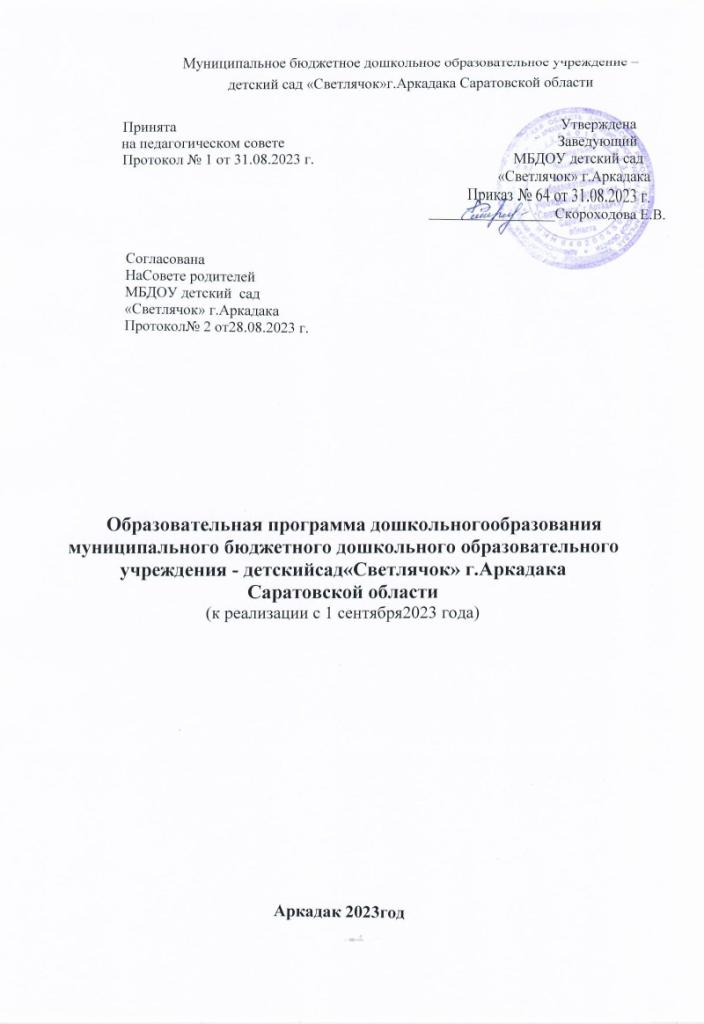 Муниципальное бюджетное дошкольное образовательное учреждение –
детский сад «Светлячок»г.Аркадака Саратовской области
Принята
на педагогическом совете
Протокол № 1 от 31.08.2023 г.
Утверждена
Заведующий
МБДОУ детский сад
«Светлячок» г.Аркадака
Приказ № 64 от 31.08.2023 г.
Скороходова Е.В.
Согласована
НаСовете родителей
МБДОУ детский сад
«Светлячок» г.Аркадака
Протокол№ 2 от28.08.2023 г.
Образовательная программа дошкольногообразования
муниципального бюджетного дошкольного образовательного
учреждения - детскийсад«Светлячок» г.Аркадака
Саратовской области
(к реализации с 1 сентября2023 года)
Аркадак 2023год